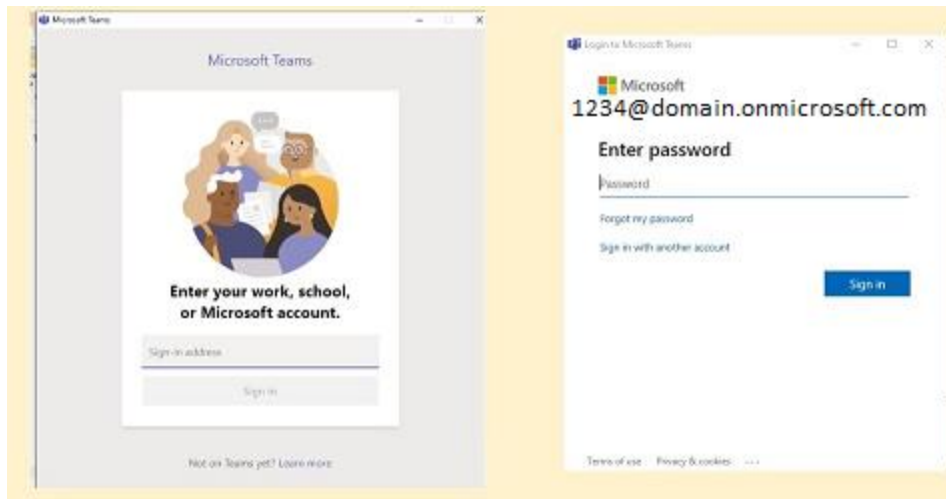 Microsoft Teams
Microsoft Teams
Enter your work, school,
or Microsoft account.
Sign-in address
Sign in
Not on Teams yet? Learn more
Login to Microsoft Teams
Microsoft
1234@domain.onmicrosoft.com
Enter password
Password
Forgot my password
Sign in with another account
Sign in
Terms of use Privacy & cookies ...